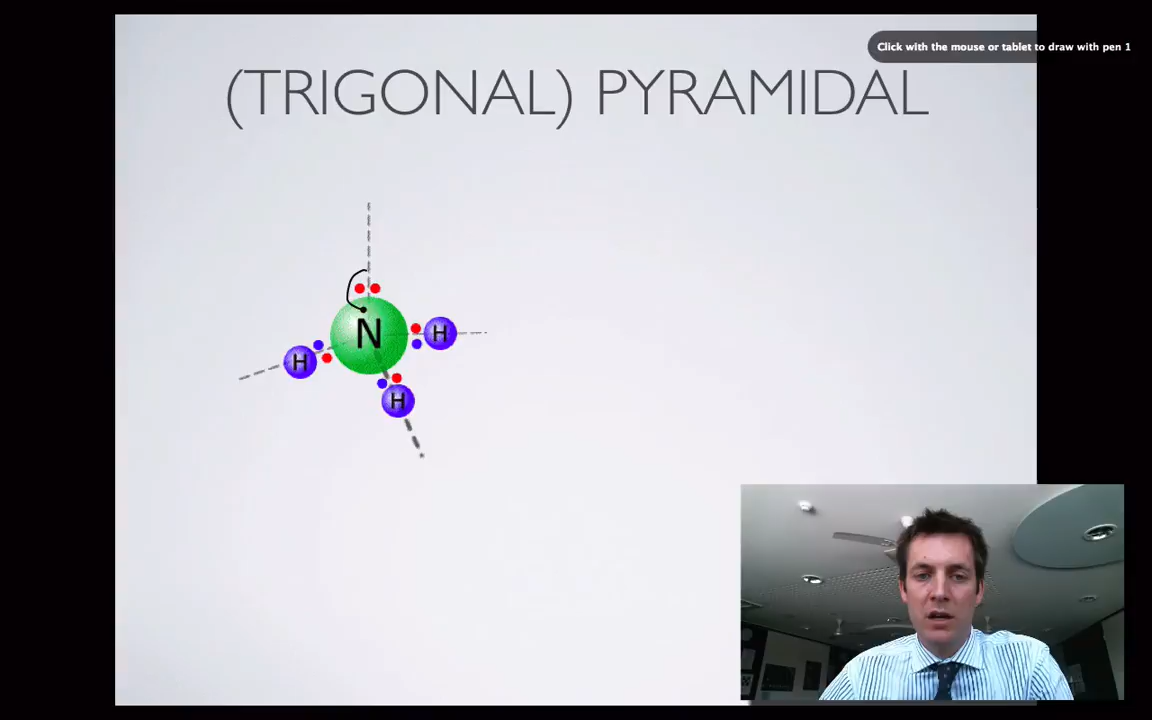 Click with the mouse or tablet to draw with pen 1
(TRIGONAL) PYRAMIDAL
N
H
H
H